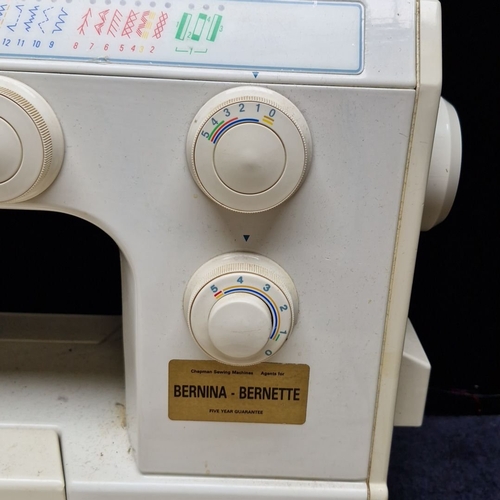 12 11 10 9 8 7 6 5 4 2
5 4 3 2 1 0
5 4 3 2 1 0
Chapman Sewing Machines Agents for
BERNINA - BERNETTE
FIVE YEAR GUARANTEE